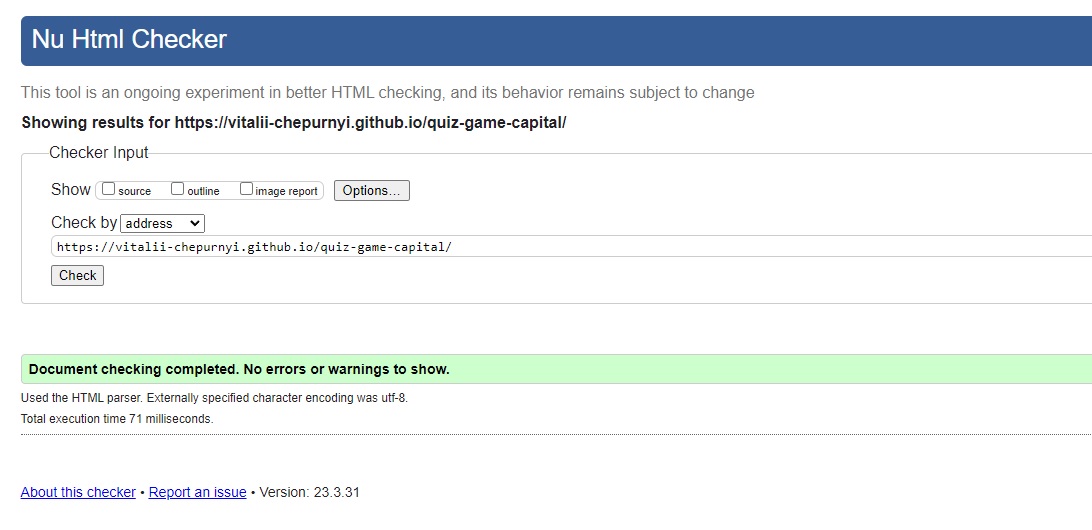 Nu Html Checker
This tool is an ongoing experiment in better HTML checking, and its behavior remains subject to change
Showing results for https://vitalii-chepurnyi.github.io/quiz-game-capital/
Checker Input
Show source outline image report Options...
Check by address
https://vitalii-chepurnyi.github.io/quiz-game-capital/
Check
Document checking completed. No errors or warnings to show.
Used the HTML parser. Externally specified character encoding was utf-8.
Total execution time 71 milliseconds.
About this checker • Report an issue • Version: 23.3.31